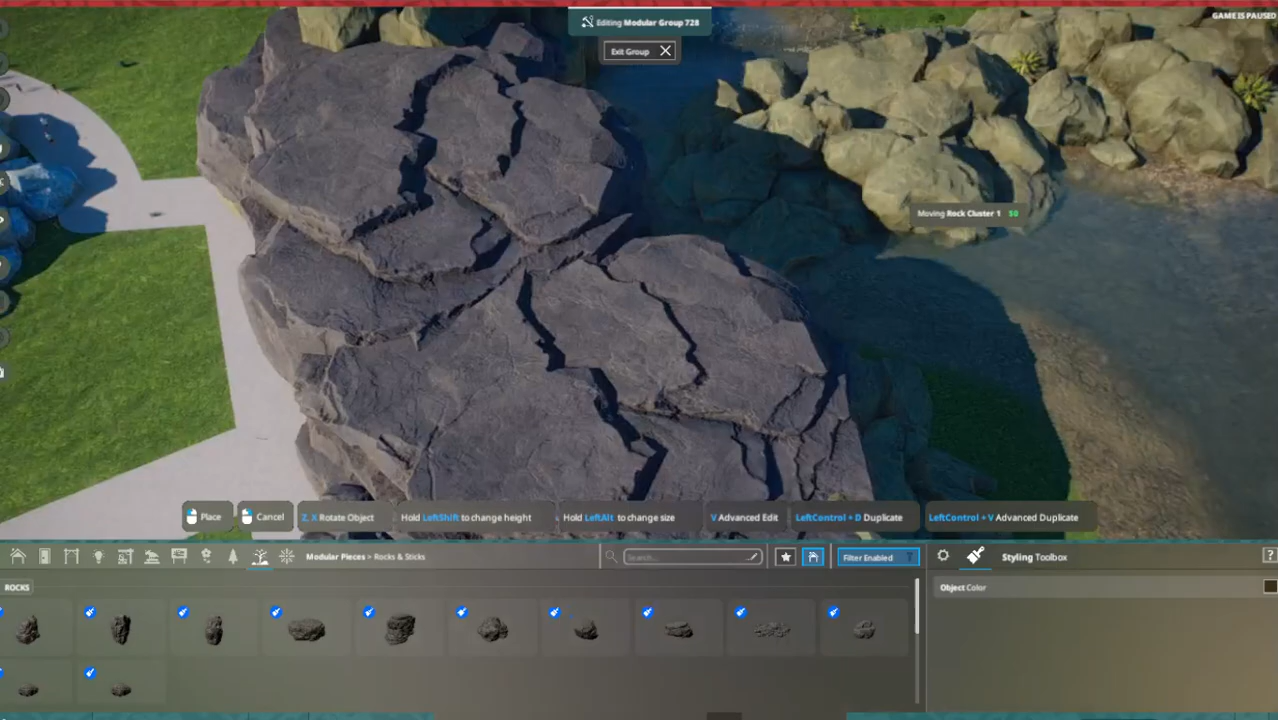 Editing Modular Group 728
GAME IS PAUSED
Exit Group
Moving Rock Cluster 1 50
Place
Cancel
Z, X Rotate Object
Hold LeftShift to change height
Hold LeftAlt to change size
V Advanced Edit
LeftControl + D Duplicate
LeftControl + V Advanced Duplicate
Modular Pieces > Rocks & Sticks
Search...
Filter Enabled
Styling Toolbox
?
ROCKS
Object Color